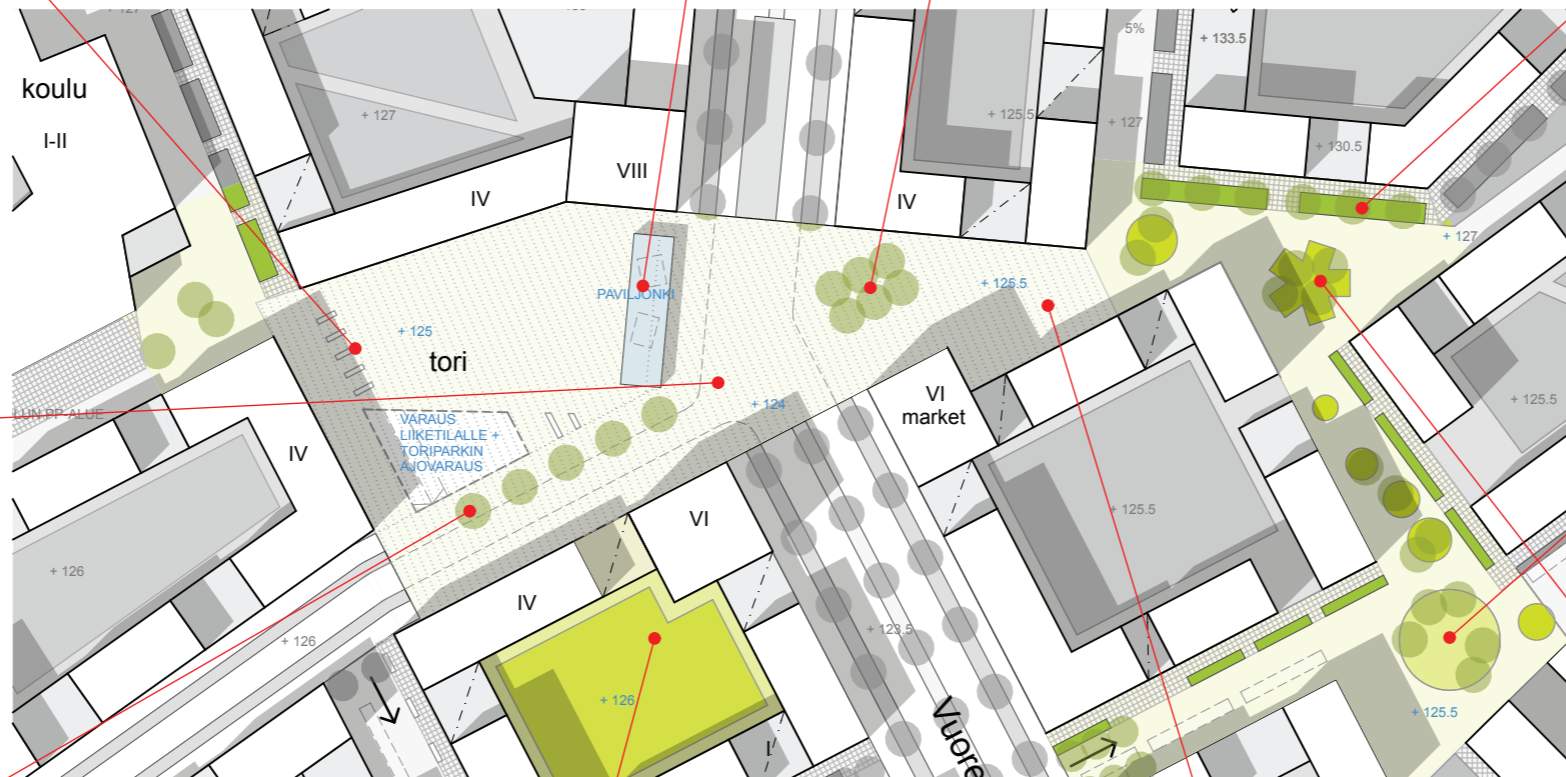 + 127
5%
+ 133.5
koulu
I-II
+ 127
+ 125.5
+ 127
+ 130.5
VIII
IV
IV
+ 127
PAVILJONKI
+ 125.5
+ 125
tori
+ 124
VI
market
+ 125.5
LUN PP-ALUE
VARAUS
LIIKETILALLE +
TORIPARKIN
AJOVARAUS
IV
+ 125.5
VI
+ 126
IV
+ 123.5
+ 126
+ 126
Vuore
+ 125.5
I